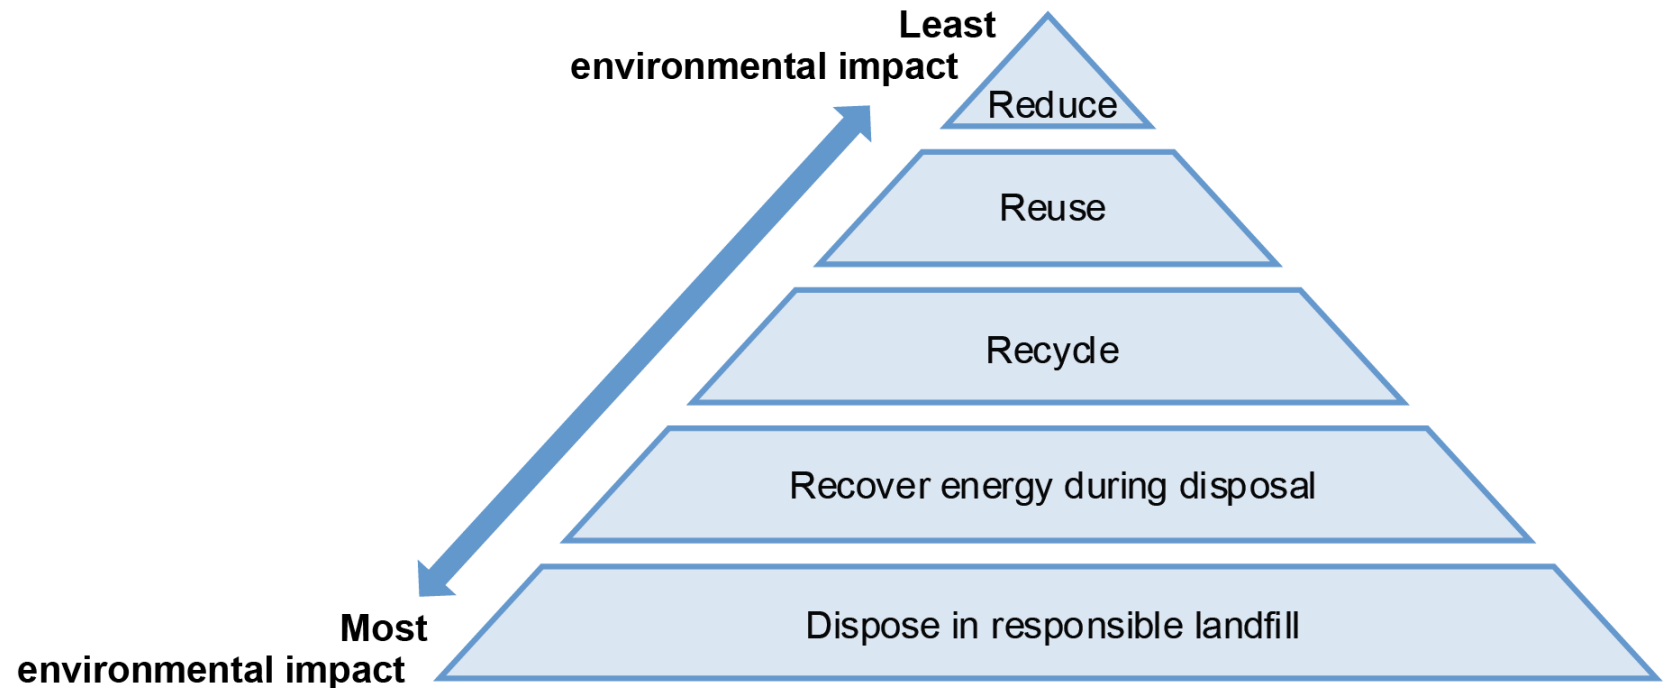 Least
environmental impact
Reduce
Reuse
Recycle
Recover energy during disposal
Dispose in responsible landfill
Most
environmental impact